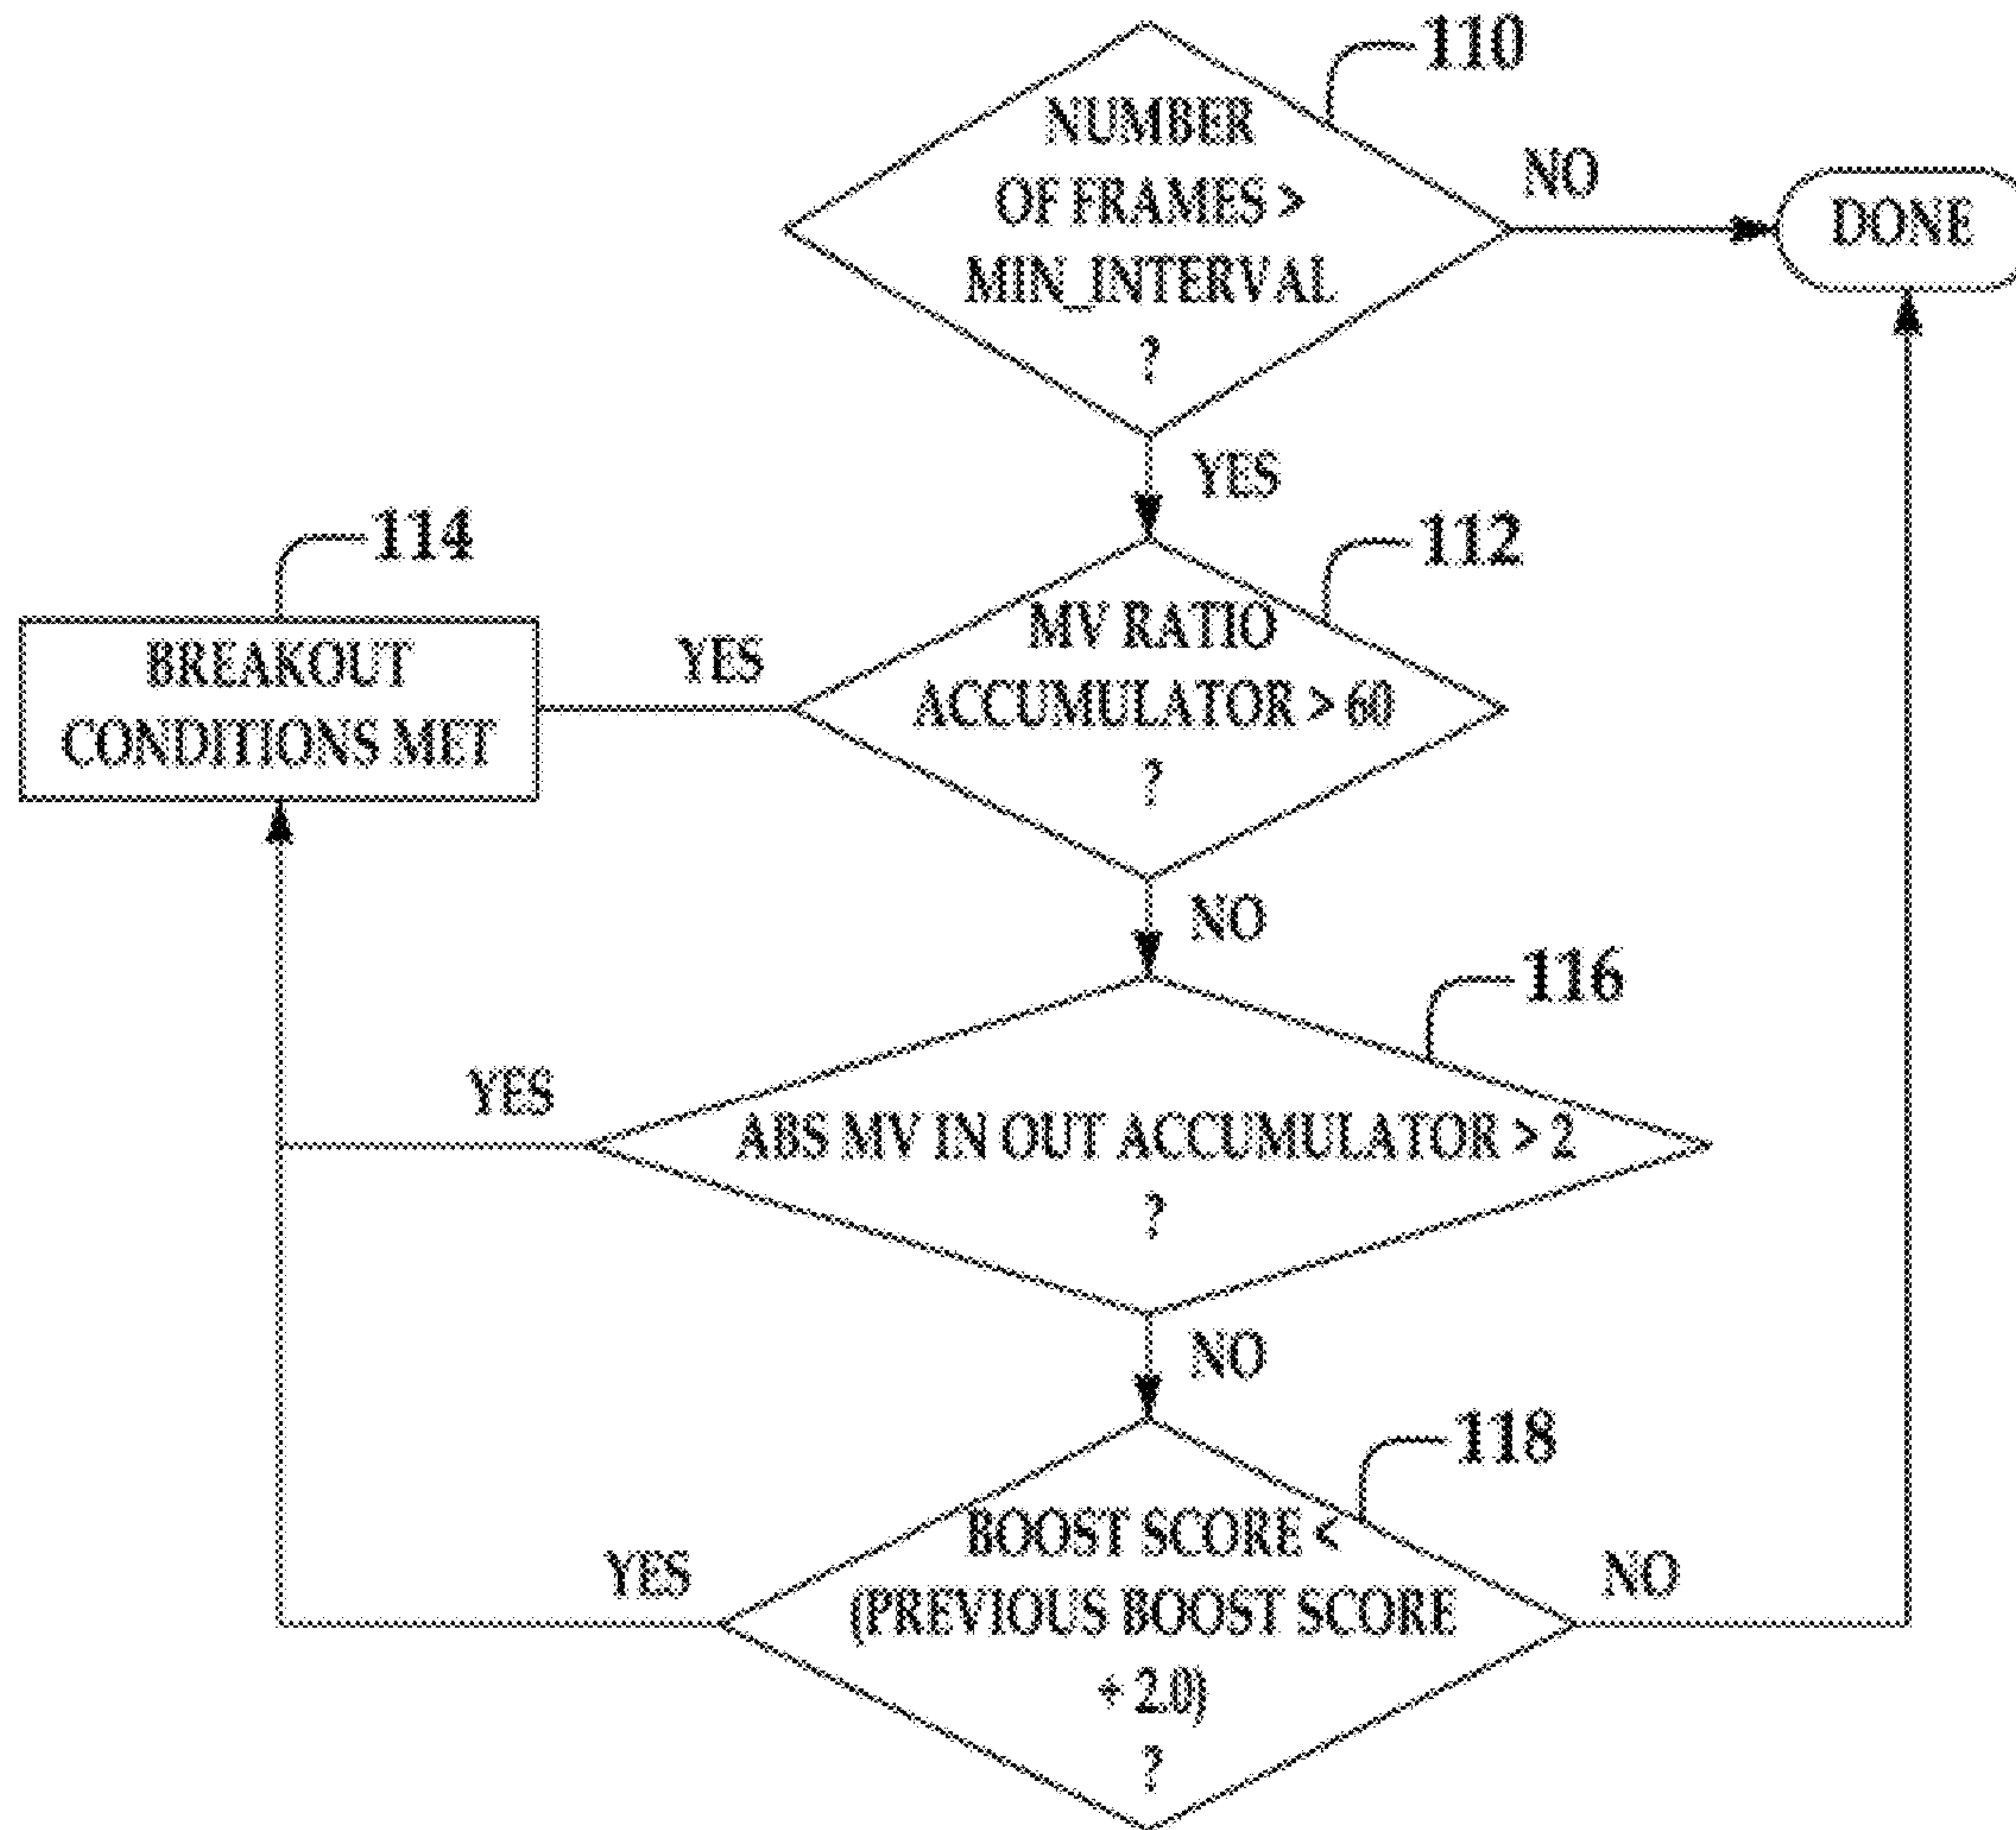 110
NUMBER
OF FRAMES >
MIN_INTERVAL
?
NO
DONE
YES
114
112
BREAKOUT
CONDITIONS MET
YES
MV RATIO
ACCUMULATOR > 60
?
NO
116
YES
ABS MV IN OUT ACCUMULATOR > 2
?
NO
118
YES
BOOST SCORE <
(PREVIOUS BOOST SCORE
+ 2.0)
?
NO